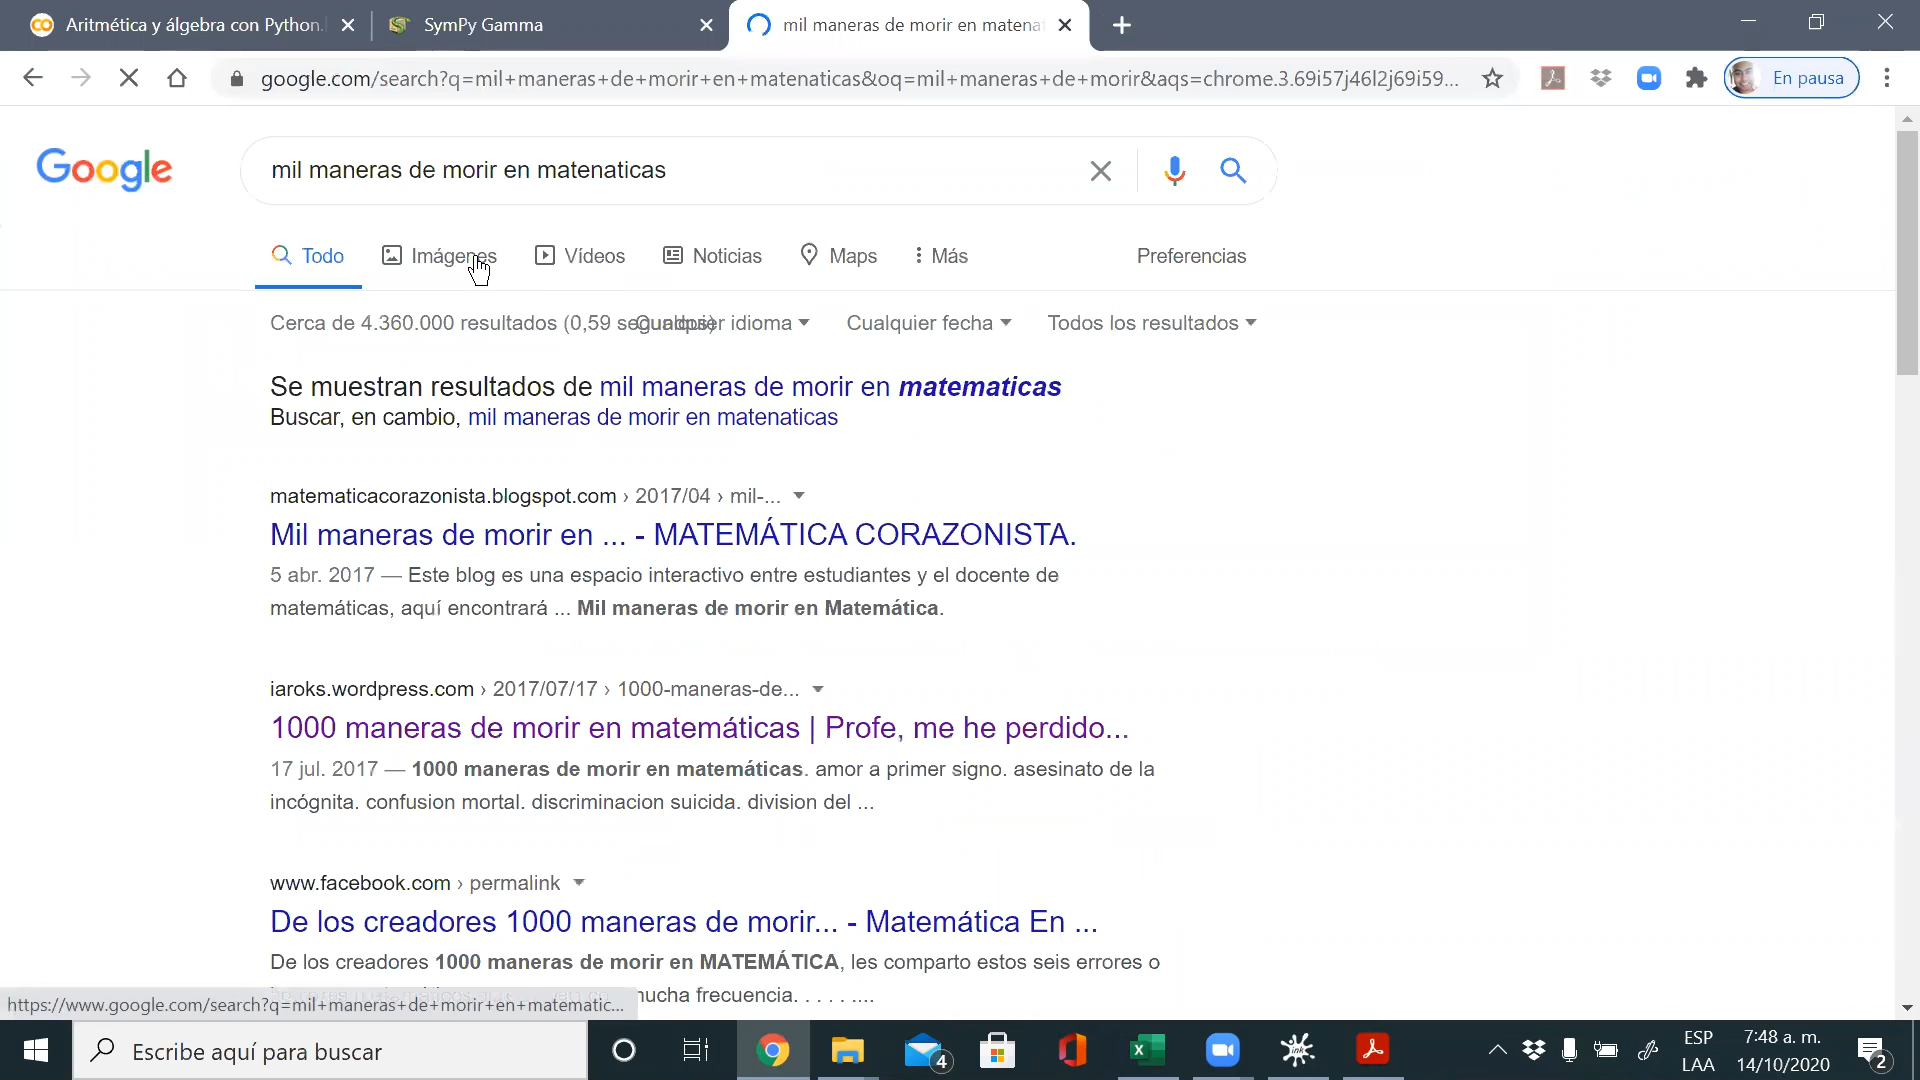 Aritmética y álgebra con Python.
SymPy Gamma
mil maneras de morir en matena
google.com/search?q=mil+maneras+de+morir+en+matenaticas&oq=mil+maneras+de+morir&aqs=chrome.3.69i57j46l2j69i59...
En pausa
Google
mil maneras de morir en matenaticas
Todo
Imágenes
Vídeos
Noticias
Maps
Más
Preferencias
Cerca de 4.360.000 resultados (0,59 segundos)
Cualquier idioma
Cualquier fecha
Todos los resultados
Se muestran resultados de mil maneras de morir en matematicas
Buscar, en cambio, mil maneras de morir en matenaticas
matematicacorazonista.blogspot.com › 2017/04 › mil-...
Mil maneras de morir en ... - MATEMÁTICA CORAZONISTA.
5 abr. 2017 — Este blog es una espacio interactivo entre estudiantes y el docente de
matemáticas, aquí encontrará ... Mil maneras de morir en Matemática.
iaroks.wordpress.com › 2017/07/17 › 1000-maneras-de...
1000 maneras de morir en matemáticas | Profe, me he perdido...
17 jul. 2017 — 1000 maneras de morir en matemáticas. amor a primer signo. asesinato de la
incógnita. confusion mortal. discriminacion suicida. division del ...
www.facebook.com › permalink
De los creadores 1000 maneras de morir... - Matemática En ...
De los creadores 1000 maneras de morir en MATEMÁTICA, les comparto estos seis errores o
mucha frecuencia. . . . . ....
https://www.google.com/search?q=mil+maneras+de+morir+en+matematic...
Escribe aquí para buscar
4
ink
ESP
LAA
7:48 a. m.
14/10/2020
2